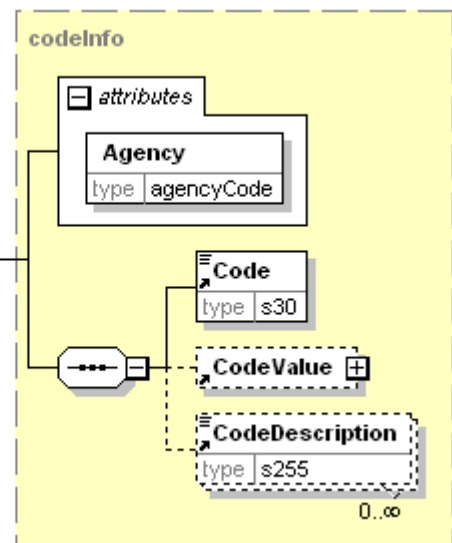 codeInfo
attributes
Agency
type agencyCode
Code
type s30
CodeValue
CodeDescription
type s255
0..∞